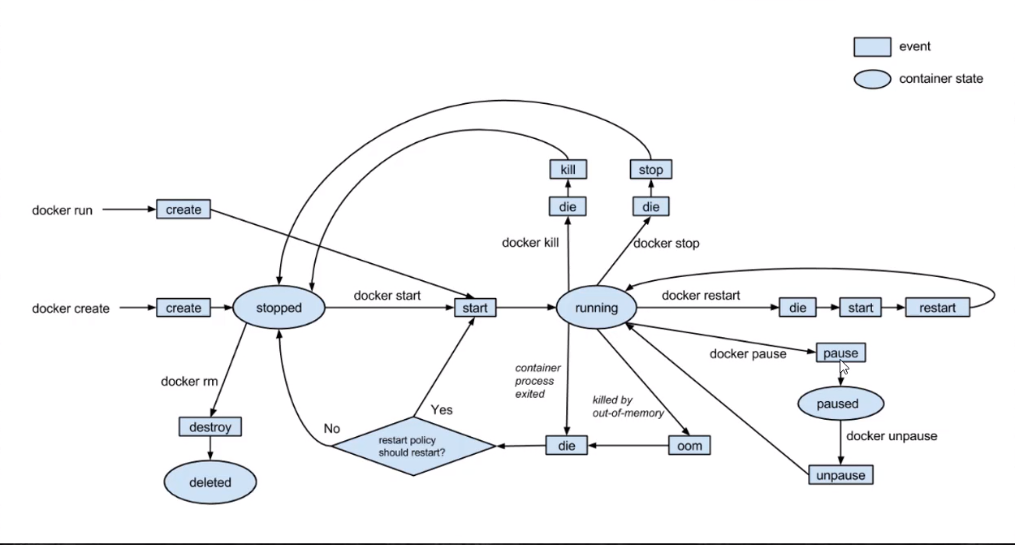 event
container state
kill
stop
docker run
create
die
die
docker kill
docker stop
docker create
create
stopped
docker start
start
running
docker restart
die
start
restart
docker pause
pause
container
process
exited
docker rm
killed by
out-of-memory
paused
Yes
No
destroy
restart policy
should restart?
die
oom
docker unpause
deleted
unpause